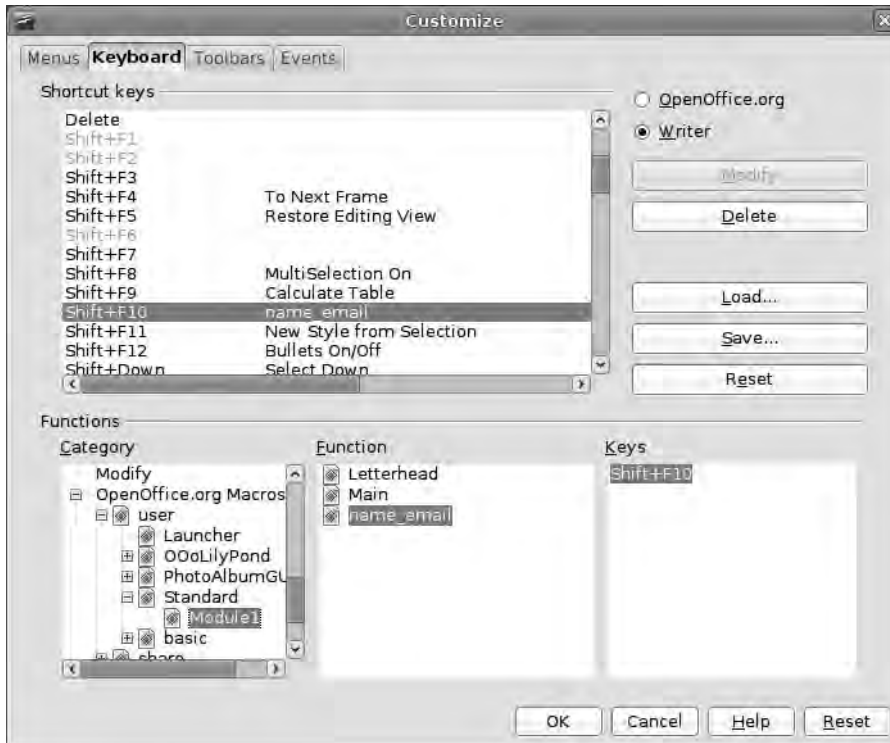 Customize
Menus Keyboard Toolbars Events
Shortcut keys
Delete
Shift+F1
Shift+F2
Shift+F3
Shift+F4 To Next Frame
Shift+F5 Restore Editing View
Shift+F6
Shift+F7
Shift+F8 MultiSelection On
Shift+F9 Calculate Table
Shift+F10 name_email
Shift+F11 New Style from Selection
Shift+F12 Bullets On/Off
Shift+Down Select Down
OpenOffice.org
Writer
Modify
Delete
Load...
Save...
Reset
Functions
Category
Modify
OpenOffice.org Macros
user
Launcher
OOoLilyPond
PhotoAlbumGU
Standard
Module1
basic
share
Function
Letterhead
Main
name_email
Keys
Shift+F10
OK Cancel Help Reset